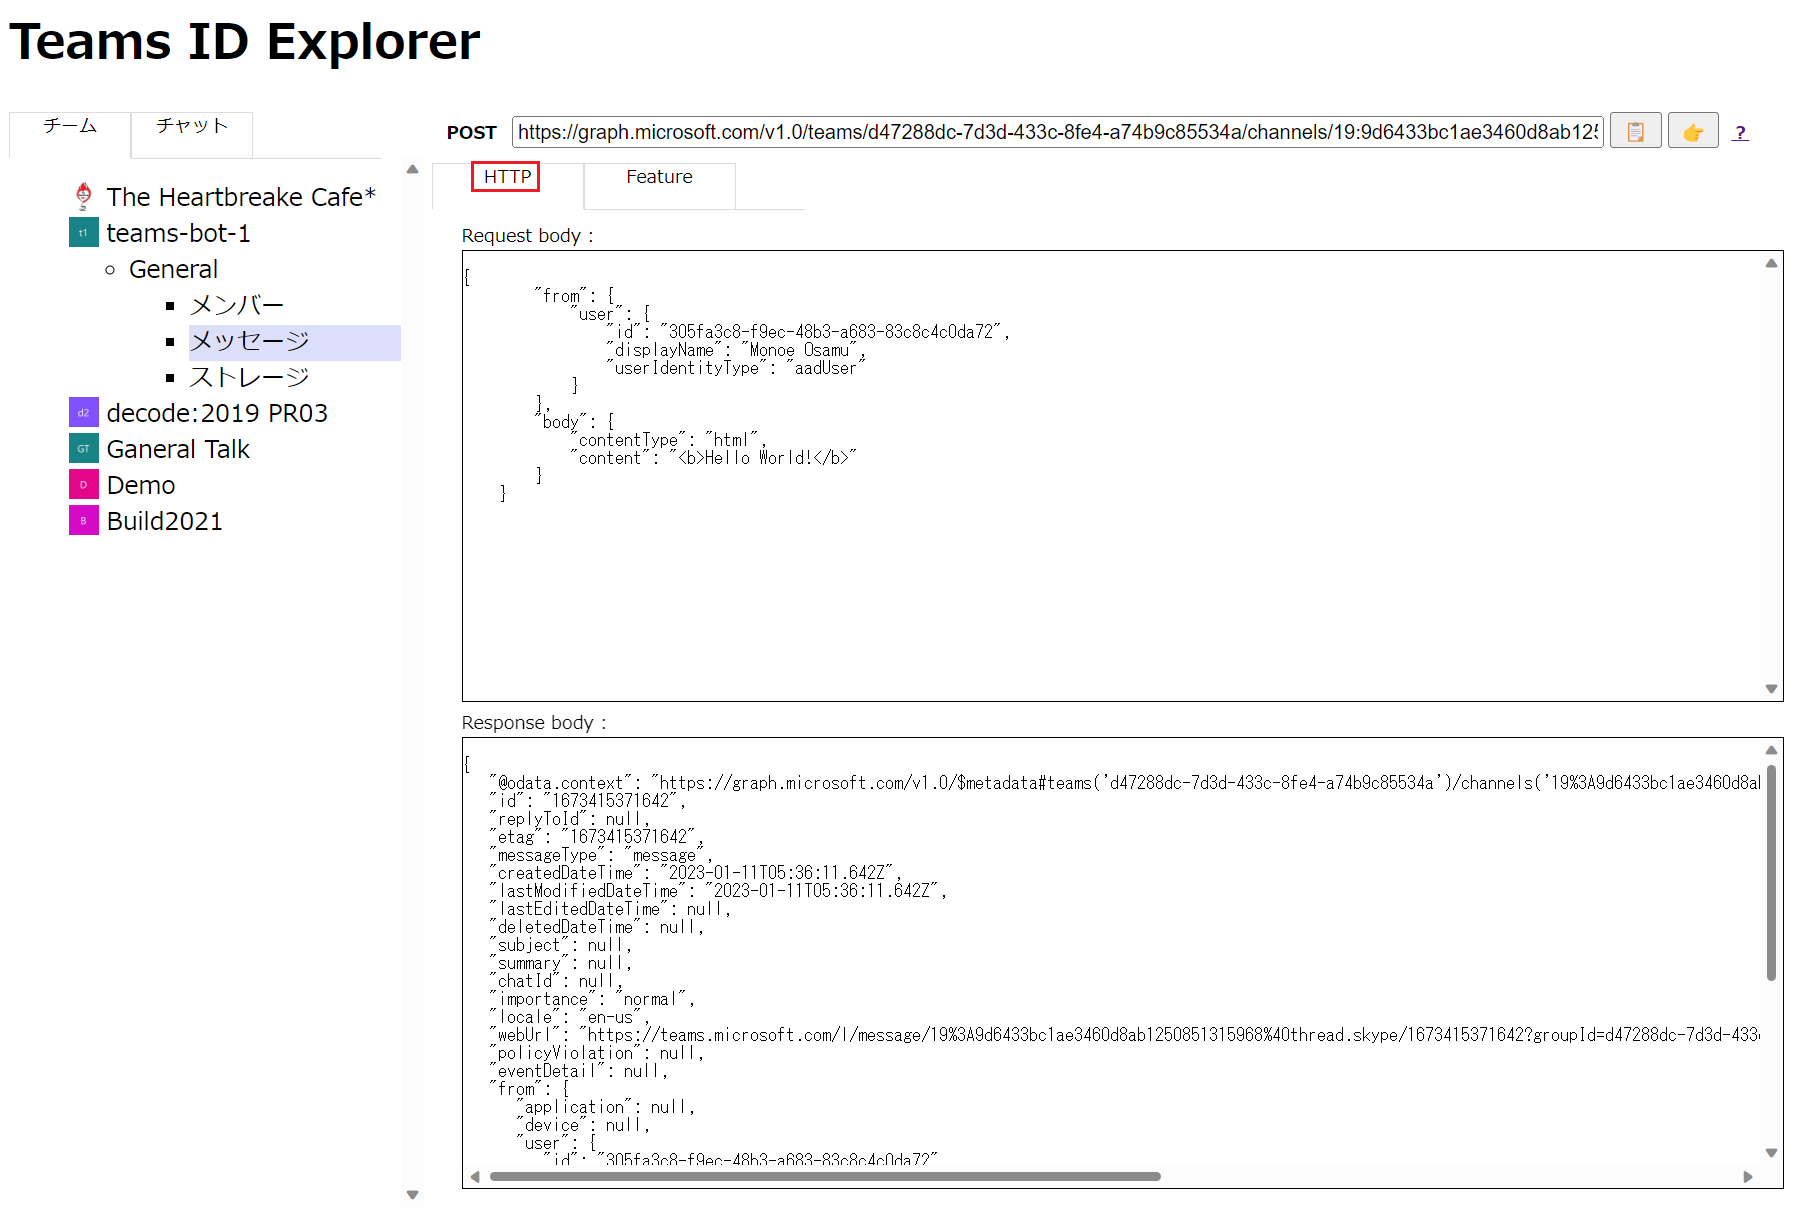 Teams ID Explorer
チーム
チャット
The Heartbreake Cafe*
t1 teams-bot-1
General
メンバー
メッセージ
ストレージ
d2 decode:2019 PR03
GT Ganeral Talk
D Demo
B Build2021
POST https://graph.microsoft.com/v1.0/teams/d47288dc-7d3d-433c-8fe4-a74b9c85534a/channels/19:9d6433bc1ae3460d8ab125 ?
HTTP
Feature
Request body :
{
"from": {
"user": {
"id": "305fa3c8-f9ec-48b3-a683-83c8c4c0da72",
"displayName": "Monoe Osamu",
"userIdentityType": "aadUser"
}
},
"body": {
"contentType": "html",
"content": "<b>Hello World!</b>"
}
}
Response body :
{
"@odata.context": "https://graph.microsoft.com/v1.0/$metadata#teams('d47288dc-7d3d-433c-8fe4-a74b9c85534a')/channels('19%3A9d6433bc1ae3460d8a
"id": "1673415371642",
"replyToId": null,
"etag": "1673415371642",
"messageType": "message",
"createdDateTime": "2023-01-11T05:36:11.642Z",
"lastModifiedDateTime": "2023-01-11T05:36:11.642Z",
"lastEditedDateTime": null,
"deletedDateTime": null,
"subject": null,
"summary": null,
"chatId": null,
"importance": "normal",
"locale": "en-us",
"webUrl": "https://teams.microsoft.com/l/message/19%3A9d6433bc1ae3460d8ab1250851315968%40thread.skype/1673415371642?groupId=d47288dc-7d3d-433
"policyViolation": null,
"eventDetail": null,
"from": {
"application": null,
"device": null,
"user": {
"id": "305fa3c8-f9ec-48b3-a683-83c8c4c0da72"